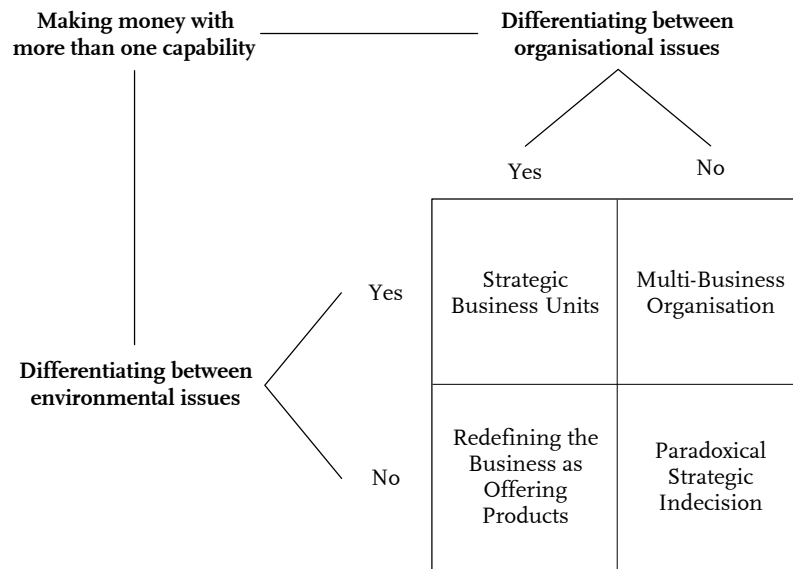 Making money with
more than one capability
Differentiating between
organisational issues
Yes
No
Yes
Strategic
Business Units
Multi-Business
Organisation
Differentiating between
environmental issues
No
Redefining the
Business as
Offering
Products
Paradoxical
Strategic
Indecision